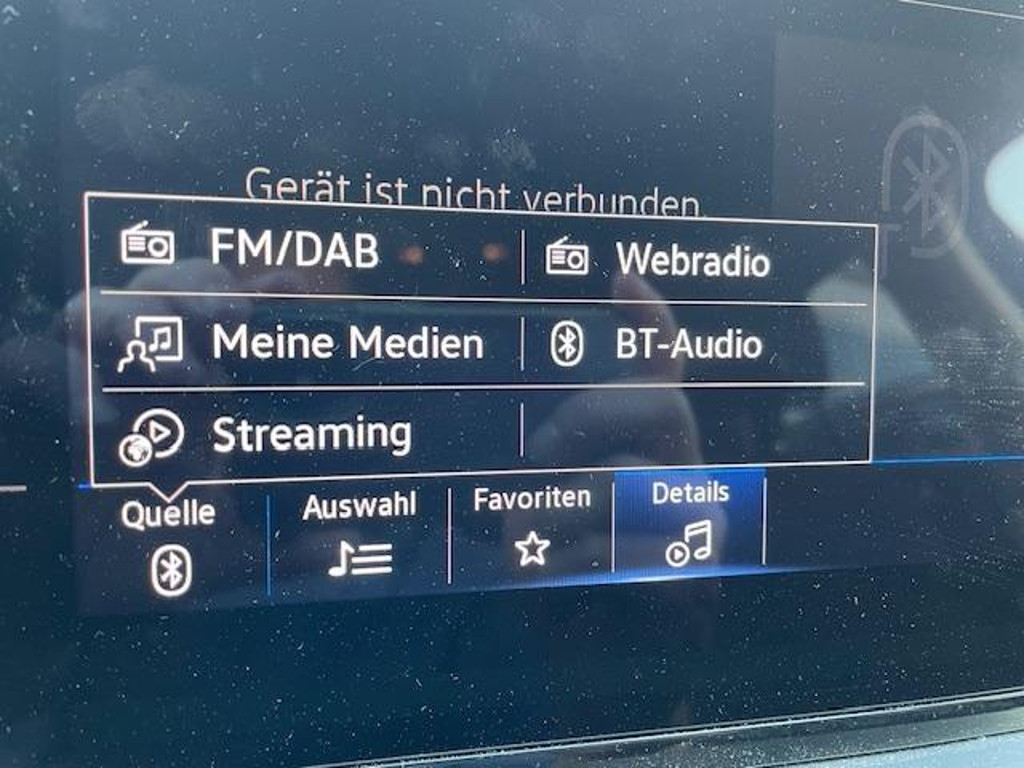 Gerät ist nicht verbunden.
FM/DAB
Webradio
Meine Medien
BT-Audio
Streaming
Quelle
Auswahl
Favoriten
Details